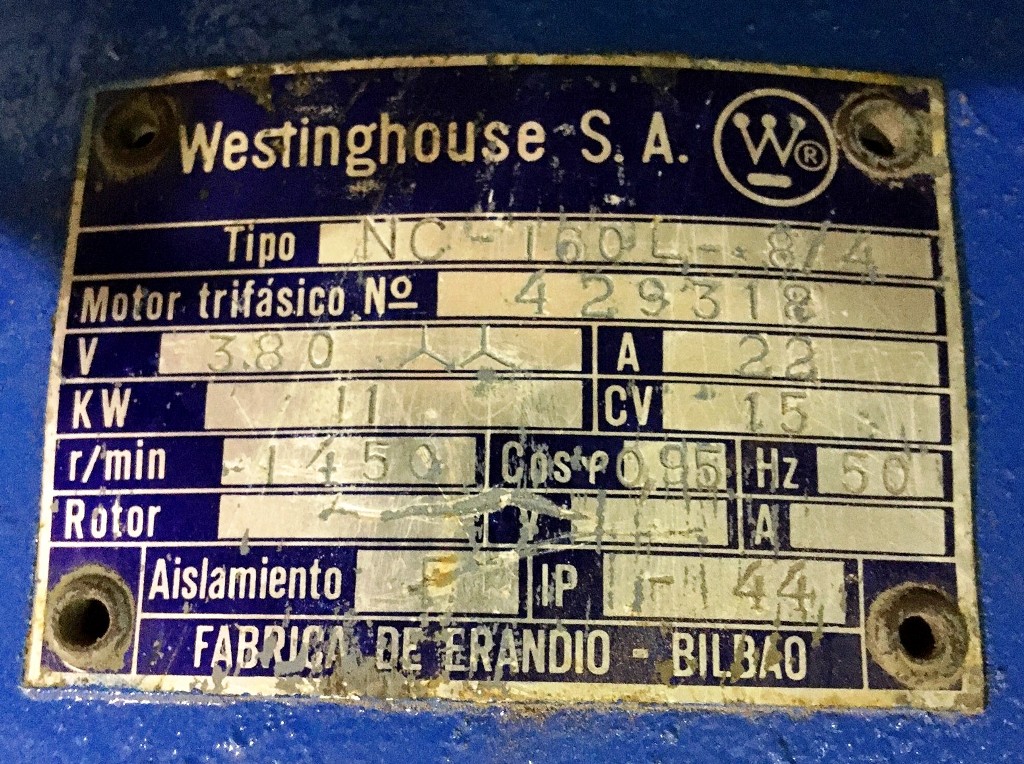 Westinghouse S. A. W ®
Tipo NC-160L-8/4
Motor trifásico Nº 429318
V 380 A 22
KW 11 CV 15
r/min 1450 Cos φ 0,95 Hz 50
Rotor V A
Aislamiento IP 144
FABRICA DE ERANDIO - BILBAO